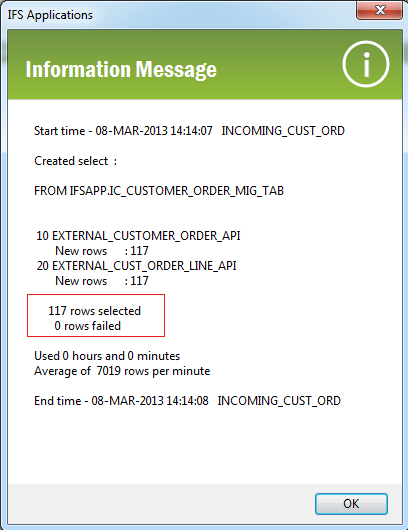 IFS Applications
Information Message
Start time - 08-MAR-2013 14:14:07 INCOMING_CUST_ORD
Created select :
FROM IFSAPP.IC_CUSTOMER_ORDER_MIG_TAB
10 EXTERNAL_CUSTOMER_ORDER_API
New rows : 117
20 EXTERNAL_CUST_ORDER_LINE_API
New rows : 117
117 rows selected
0 rows failed
Used 0 hours and 0 minutes
Average of 7019 rows per minute
End time - 08-MAR-2013 14:14:08 INCOMING_CUST_ORD
OK